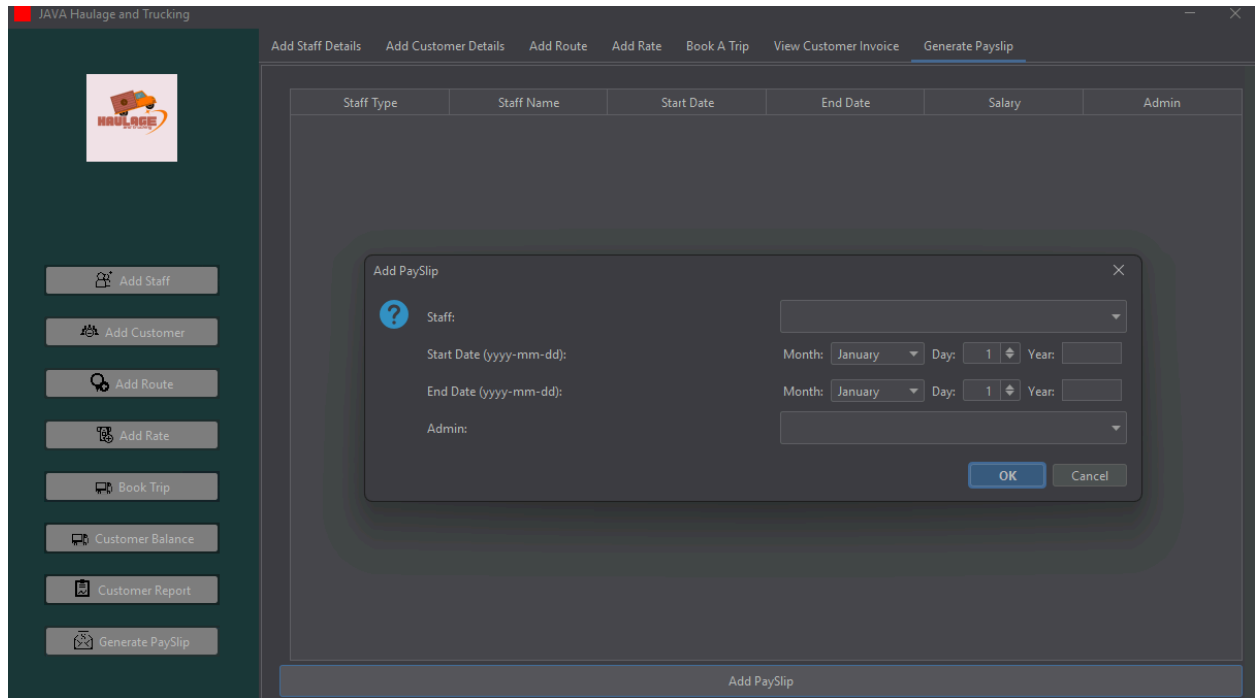 JAVA Haulage and Trucking
Add Staff Details Add Customer Details Add Route Add Rate Book A Trip View Customer Invoice Generate Payslip
HAULAGE
Staff Type Staff Name Start Date End Date Salary Admin
Add Staff
Add Customer
Add Route
Add Rate
Book Trip
Customer Balance
Customer Report
Generate PaySlip
Add PaySlip
Staff:
Start Date (yyyy-mm-dd): Month: January Day: 1 Year:
End Date (yyyy-mm-dd): Month: January Day: 1 Year:
Admin:
OK Cancel
Add PaySlip